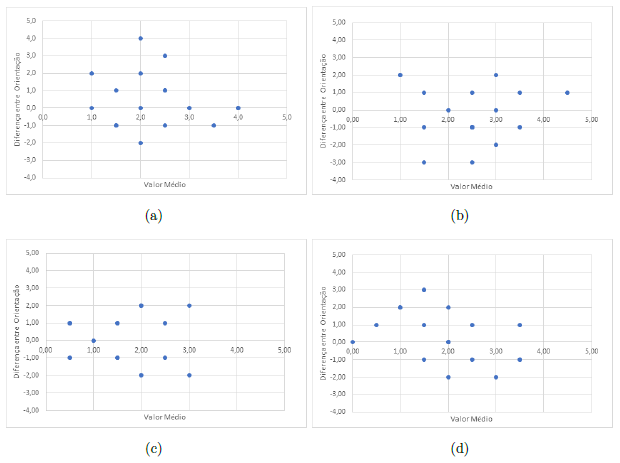 5,0
4,0
3,0
2,0
1,0
0,0
-1,0
-2,0
-3,0
-4,0
0,0 1,0 2,0 3,0 4,0 5,0
Diferença entre Orientação
Valor Médio
(a)
5,00
4,00
3,00
2,00
1,00
0,00
-1,00
-2,00
-3,00
-4,00
0,00 1,00 2,00 3,00 4,00 5,00
Diferença entre Orientação
Valor Médio
(b)
5,00
4,00
3,00
2,00
1,00
0,00
-1,00
-2,00
-3,00
-4,00
0,00 1,00 2,00 3,00 4,00 5,00
Diferença entre Orientação
Valor Médio
(c)
5,00
4,00
3,00
2,00
1,00
0,00
-1,00
-2,00
-3,00
-4,00
0,00 1,00 2,00 3,00 4,00 5,00
Diferença entre Orientação
Valor Médio
(d)